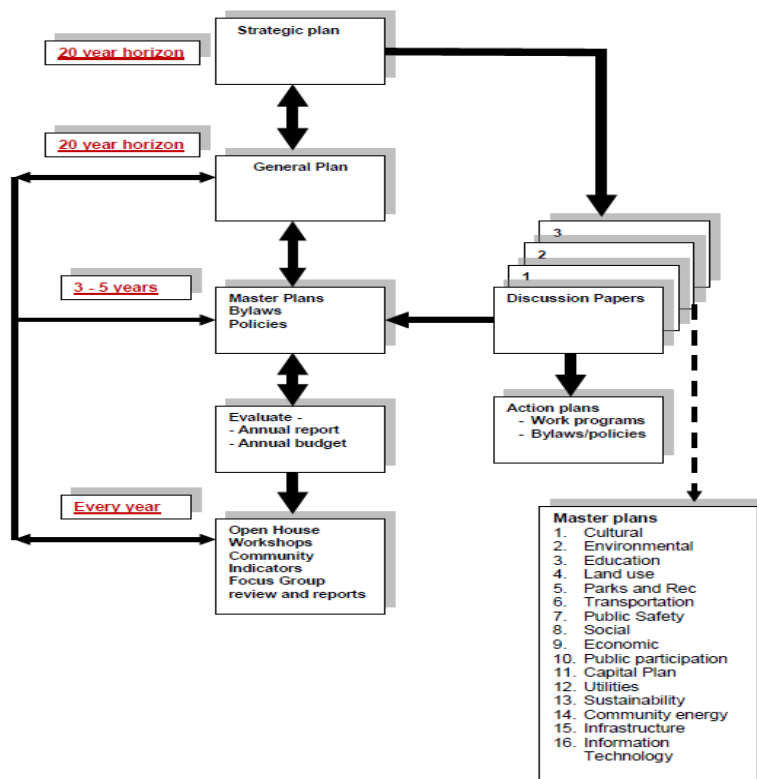 Strategic plan
20 year horizon
20 year horizon
General Plan
3 - 5 years
Master Plans
Bylaws
Policies
3
2
1
Discussion Papers
Evaluate -
- Annual report
- Annual budget
Action plans
- Work programs
- Bylaws/policies
Every year
Open House
Workshops
Community
Indicators
Focus Group
review and reports
Master plans
1. Cultural
2. Environmental
3. Education
4. Land use
5. Parks and Rec
6. Transportation
7. Public Safety
8. Social
9. Economic
10. Public participation
11. Capital Plan
12. Utilities
13. Sustainability
14. Community energy
15. Infrastructure
16. Information
Technology